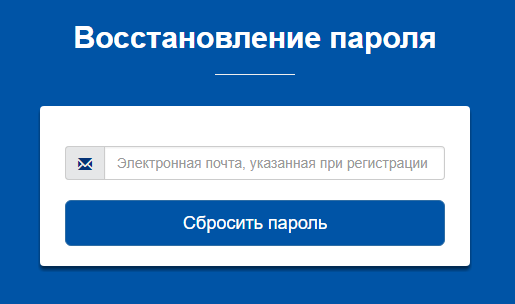 Восстановление пароля
Электронная почта, указанная при регистрации
Сбросить пароль